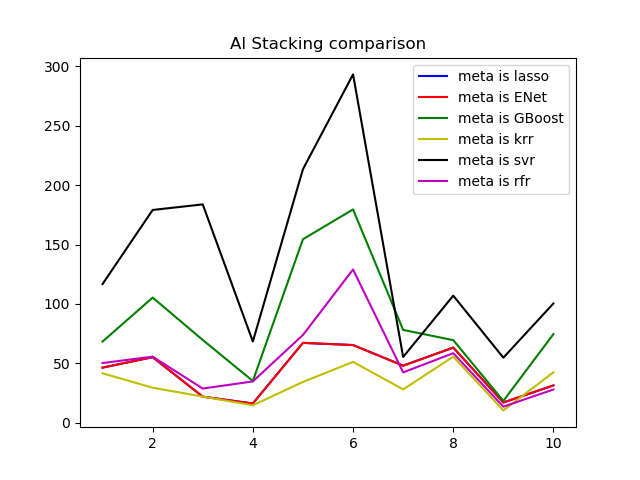 Al Stacking comparison
300
250
200
150
100
50
0
2
4
6
8
10
meta is lasso
meta is ENet
meta is GBoost
meta is krr
meta is svr
meta is rfr